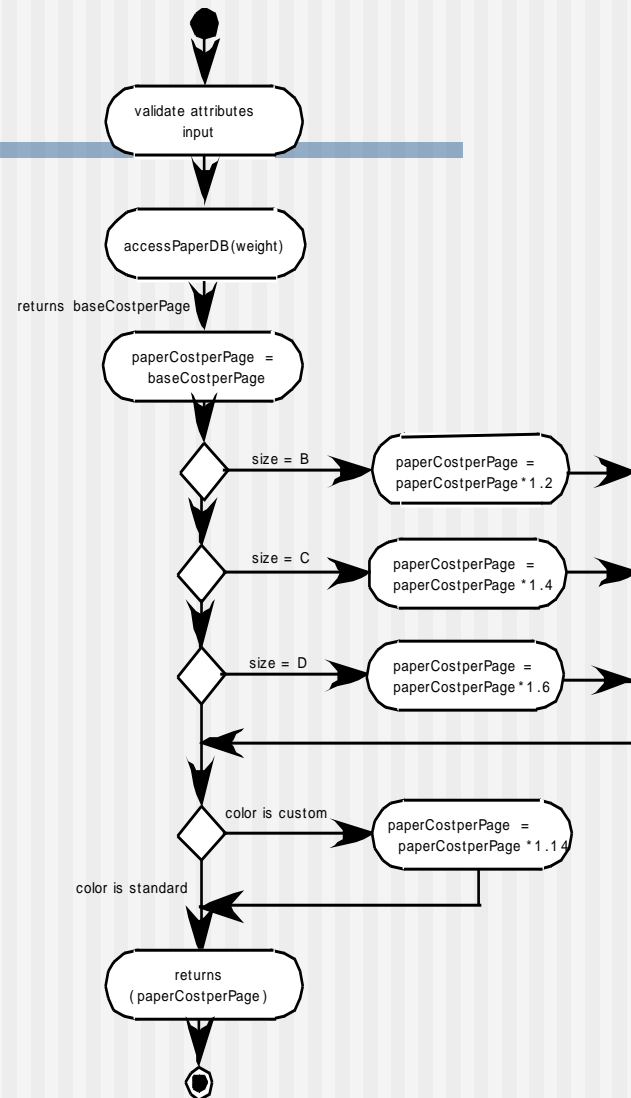 validate attributes
input
accessPaperDB(weight)
returns baseCostperPage
paperCostperPage =
baseCostperPage
size = B
paperCostperPage =
paperCostperPage *1.2
size = C
paperCostperPage =
paperCostperPage *1.4
size = D
paperCostperPage =
paperCostperPage *1.6
color is custom
paperCostperPage =
paperCostperPage *1.14
color is standard
returns
(paperCostperPage)